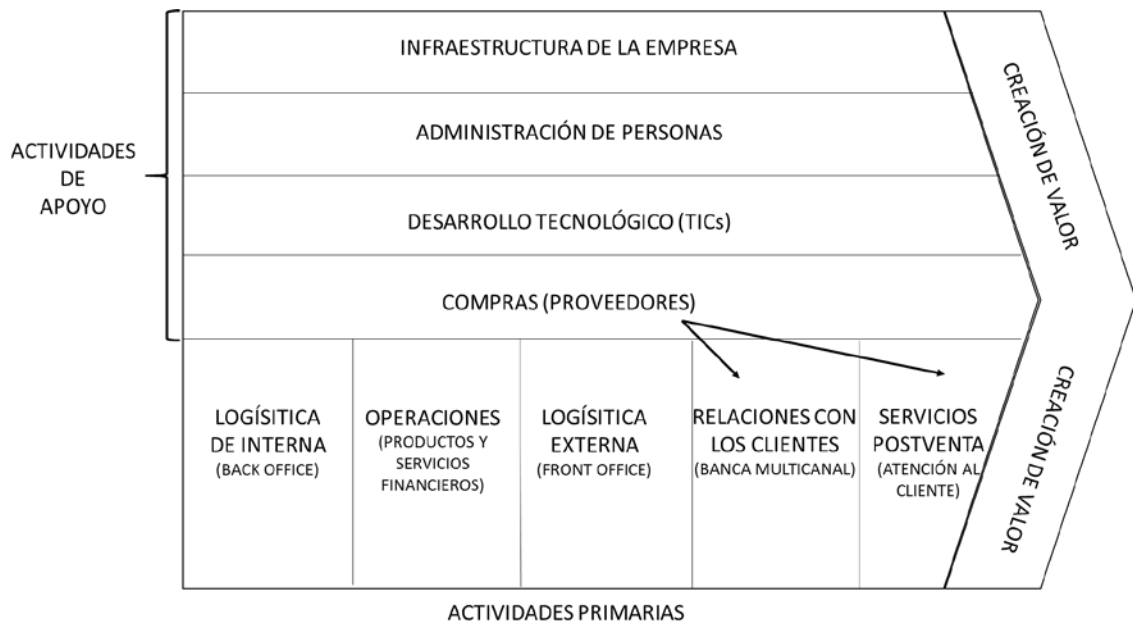 INFRAESTRUCTURA DE LA EMPRESA
ADMINISTRACIÓN DE PERSONAS
ACTIVIDADES
DE
APOYO
DESARROLLO TECNOLÓGICO (TICs)
COMPRAS (PROVEEDORES)
CREACIÓN DE VALOR
LOGÍSITICA
DE INTERNA
(BACK OFFICE)
OPERACIONES
(PRODUCTOS Y
SERVICIOS
FINANCIEROS)
LOGÍSITICA
EXTERNA
(FRONT OFFICE)
RELACIONES CON
LOS CLIENTES
(BANCA MULTICANAL)
SERVICIOS
POSTVENTA
(ATENCIÓN AL
CLIENTE)
CREACIÓN DE VALOR
ACTIVIDADES PRIMARIAS